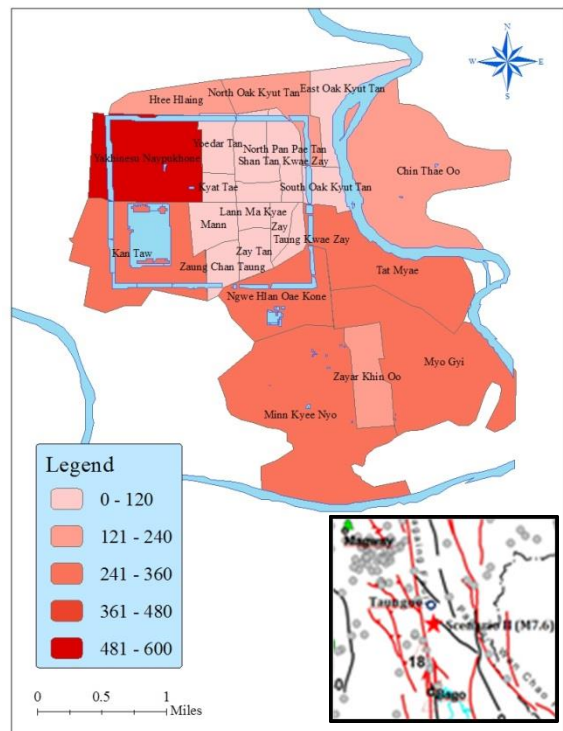 N
W E
S
North Oak Kyut Tan
East Oak Kyut Tan
Htee Hlaing
Yoedar Tan
North Pan Pae Tan
Shan Tan Kwae Zay
Chin Thae Oo
Kyat Tae
South Oak Kyut Tan
Lann Ma Kyae
Mann
Zay
Taung Kwae Zay
Kan Taw
Zay Tan
Zaung Chan Taung
Tat Myae
Ngwe Hlan Oae Kone
Myo Gyi
Zayar Khin Oo
Minn Kyee Nyo
Legend
0 - 120
121 - 240
241 - 360
361 - 480
481 - 600
0 0.5 1
Miles
Magway
Taunguo
Scenario II (M7.6)
18
Bago